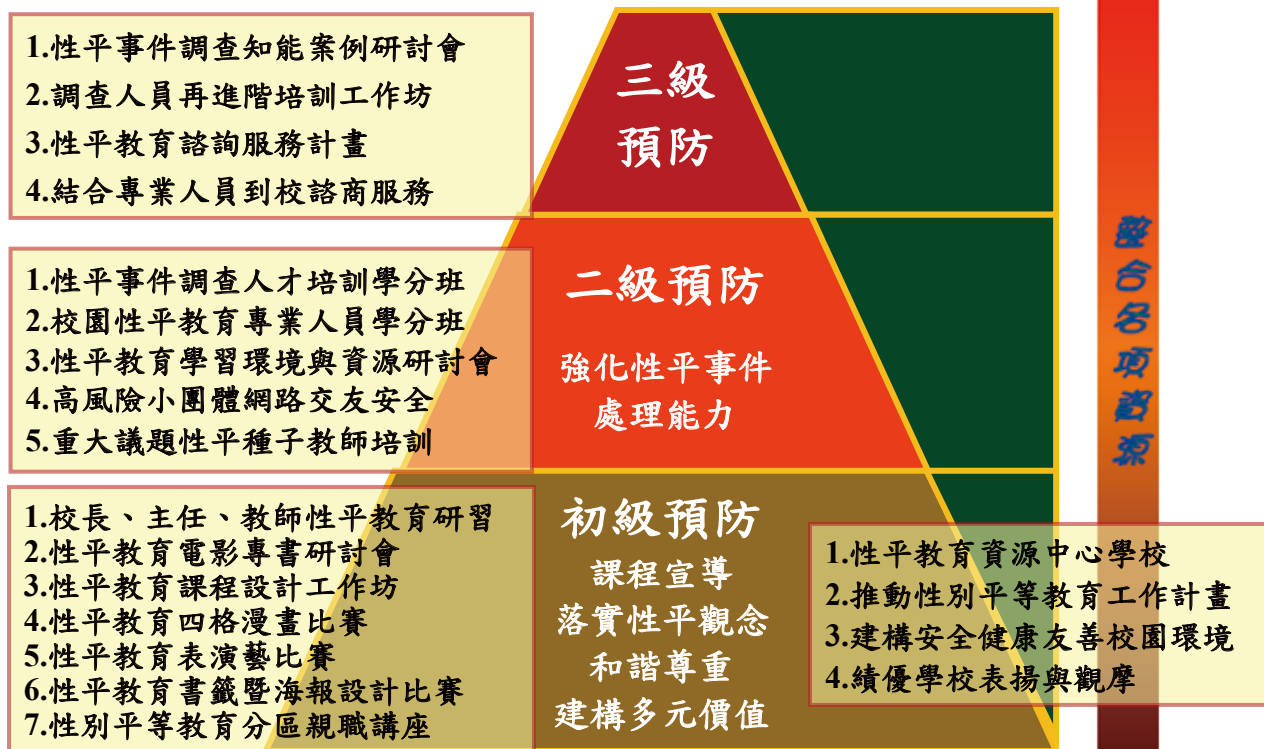 1.性平事件調查知能案例研討會
2.調查人員再進階培訓工作坊
3.性平教育諮詢服務計畫
4.結合專業人員到校諮商服務
三級
預防
1.性平事件調查人才培訓學分班
2.校園性平教育專業人員學分班
3.性平教育學習環境與資源研討會
4.高風險小團體網路交友安全
5.重大議題性平種子教師培訓
二級預防
強化性平事件
處理能力
1.校長、主任、教師性平教育研習
2.性平教育電影專書研討會
3.性平教育課程設計工作坊
4.性平教育四格漫畫比賽
5.性平教育表演藝比賽
6.性平教育書籤暨海報設計比賽
7.性別平等教育分區親職講座
初級預防
課程宣導
落實性平觀念
和諧尊重
建構多元價值
1.性平教育資源中心學校
2.推動性別平等教育工作計畫
3.建構安全健康友善校園環境
4.績優學校表揚與觀摩
整合各項資源